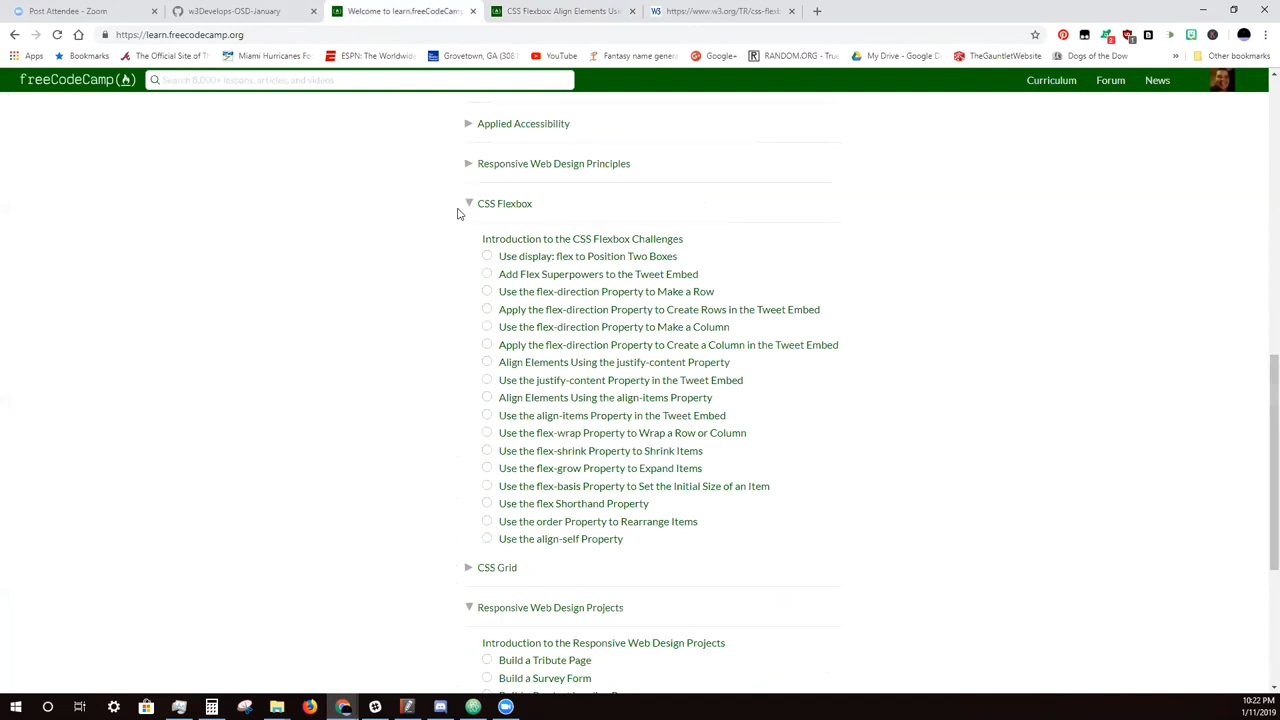 Post Attendee - Zoom
w3Develops-OSD-January
Welcome to learn.freeCodeCamp
CSS Flexbox: Align Elements Usi
https://www.w3.org/TR/css-flexb
https://learn.freecodecamp.org
Apps
Bookmarks
The Official Site of
Miami Hurricanes Fo
ESPN: The Worldwide
Grovetown, GA (3081
YouTube
Fantasy name gener
Google+
RANDOM.ORG - True
My Drive - Google D
TheGauntletWebsite
Dogs of the Dow
Other bookmarks
freeCodeCamp
Search 8,000+ lessons, articles, and videos
Curriculum
Forum
News
Applied Accessibility
Responsive Web Design Principles
CSS Flexbox
Introduction to the CSS Flexbox Challenges
Use display: flex to Position Two Boxes
Add Flex Superpowers to the Tweet Embed
Use the flex-direction Property to Make a Row
Apply the flex-direction Property to Create Rows in the Tweet Embed
Use the flex-direction Property to Make a Column
Apply the flex-direction Property to Create a Column in the Tweet Embed
Align Elements Using the justify-content Property
Use the justify-content Property in the Tweet Embed
Align Elements Using the align-items Property
Use the align-items Property in the Tweet Embed
Use the flex-wrap Property to Wrap a Row or Column
Use the flex-shrink Property to Shrink Items
Use the flex-grow Property to Expand Items
Use the flex-basis Property to Set the Initial Size of an Item
Use the flex Shorthand Property
Use the order Property to Rearrange Items
Use the align-self Property
CSS Grid
Responsive Web Design Projects
Introduction to the Responsive Web Design Projects
Build a Tribute Page
Build a Survey Form
10:22 PM
1/11/2019